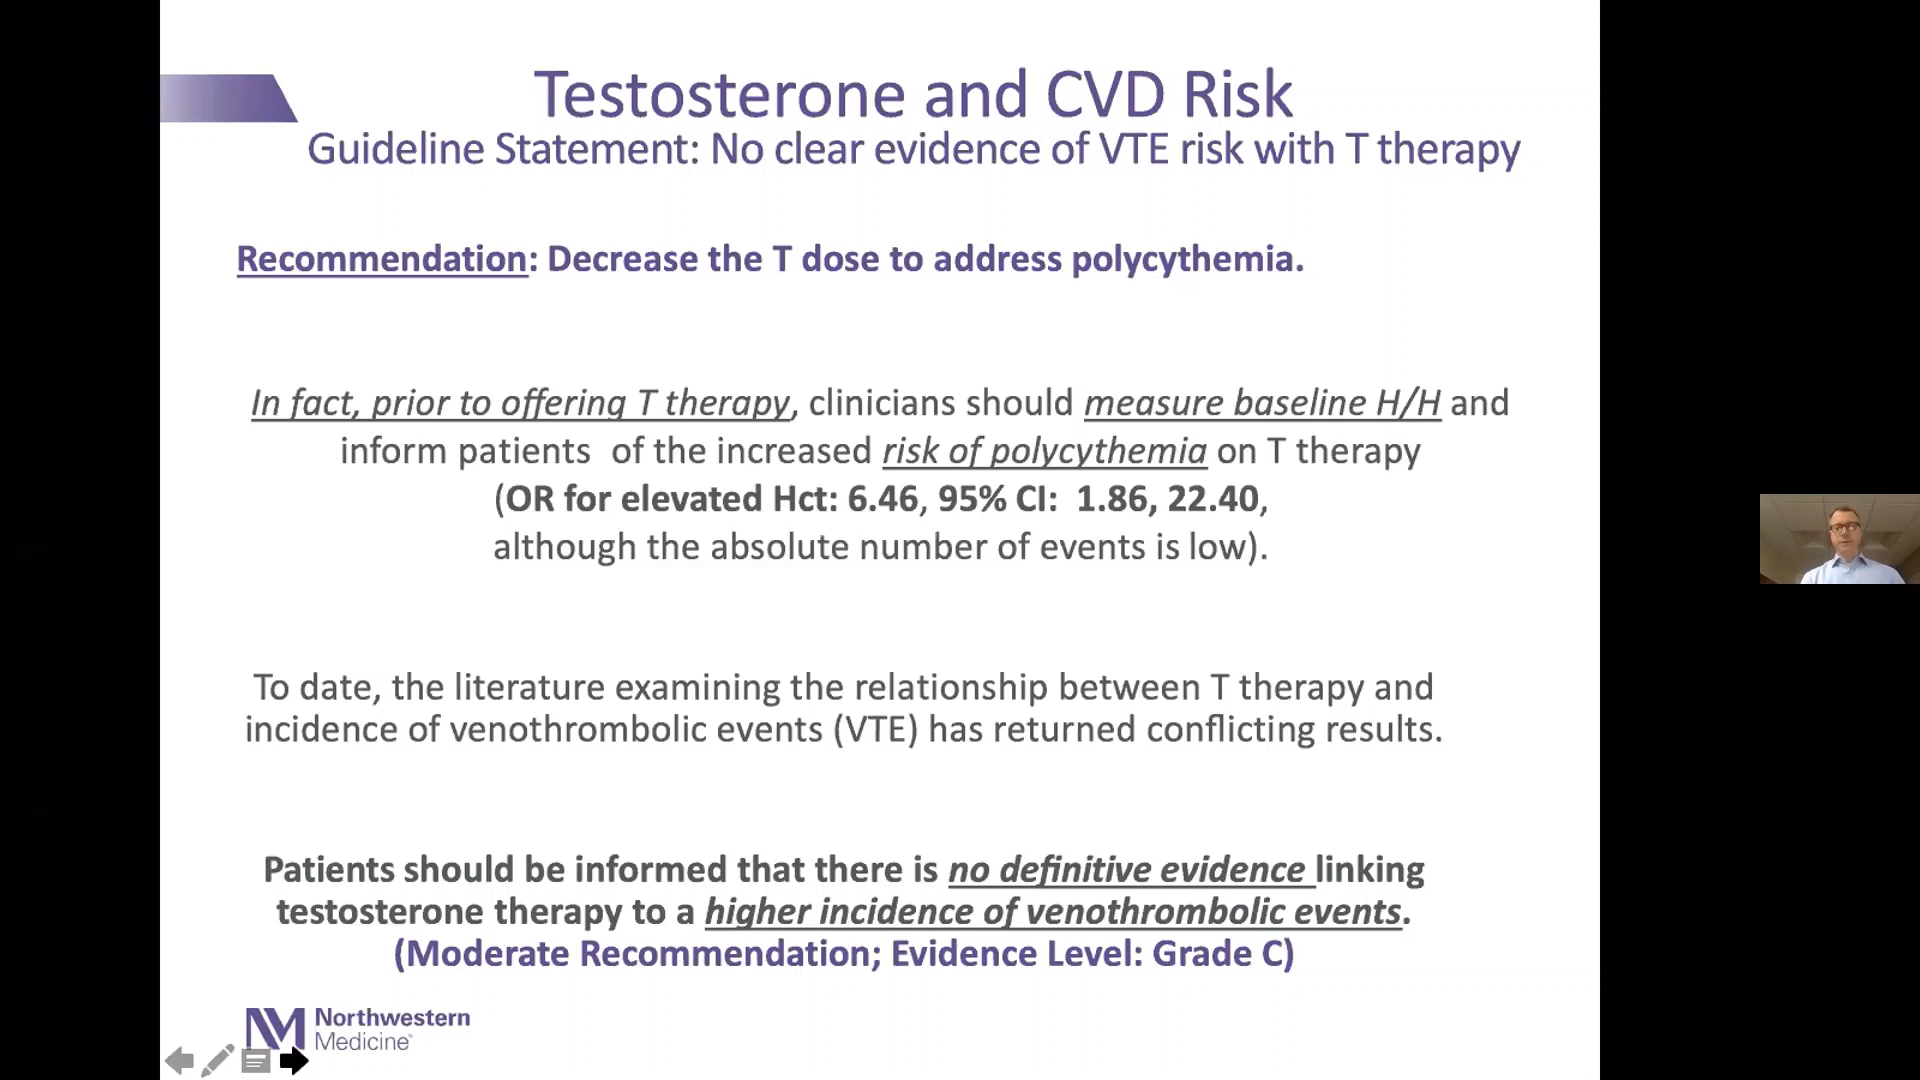 Testosterone and CVD Risk
Guideline Statement: No clear evidence of VTE risk with T therapy
Recommendation: Decrease the T dose to address polycythemia.
In fact, prior to offering T therapy, clinicians should measure baseline H/H and
inform patients of the increased risk of polycythemia on T therapy
(OR for elevated Hct: 6.46, 95% CI: 1.86, 22.40,
although the absolute number of events is low).
To date, the literature examining the relationship between T therapy and
incidence of venothrombolic events (VTE) has returned conflicting results.
Patients should be informed that there is no definitive evidence linking
testosterone therapy to a higher incidence of venothrombolic events.
(Moderate Recommendation; Evidence Level: Grade C)
NM Northwestern
Medicine®